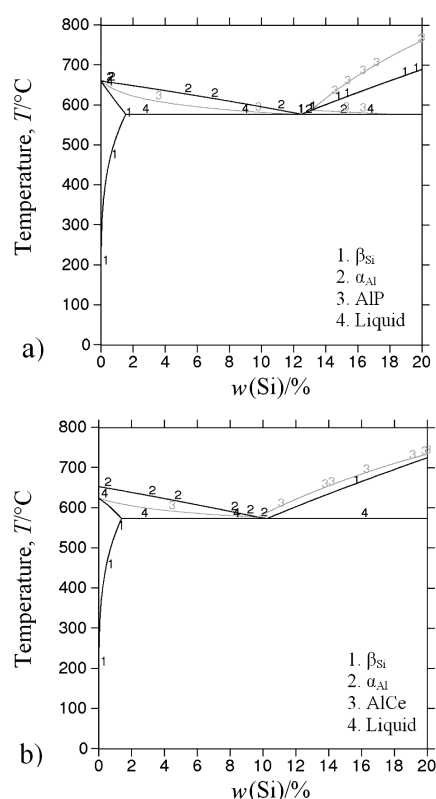 800
700
600
500
400
300
200
100
0
Temperature, T/°C
1. βSi
2. αAl
3. AlP
4. Liquid
0 2 4 6 8 10 12 14 16 18 20
w(Si)/%
a)
800
700
600
500
400
300
200
100
0
Temperature, T/°C
1. βSi
2. αAl
3. AlCe
4. Liquid
0 2 4 6 8 10 12 14 16 18 20
w(Si)/%
b)